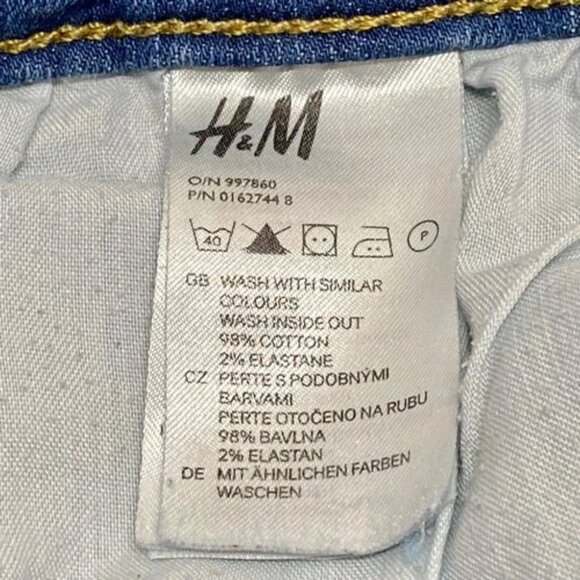 H&M
O/N 997860
P/N 0162744 8
40
P
GB WASH WITH SIMILAR
COLOURS
WASH INSIDE OUT
98% COTTON
2% ELASTANE
CZ PERTE S PODOBNÝMI
BARVAMI
PERTE OTOČENO NA RUBU
98% BAVLNA
2% ELASTAN
DE MIT ÄHNLICHEN FARBEN
WASCHEN